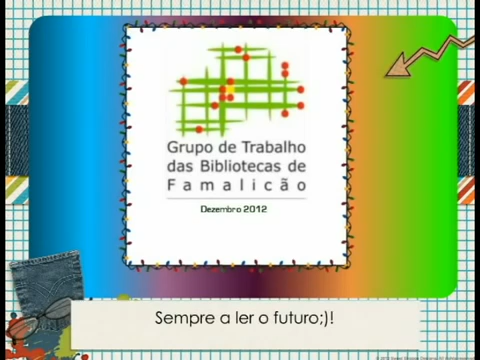 Grupo de Trabalho
das Bibliotecas de
Famalicão
Dezembro 2012
Sempre a ler o futuro;)!